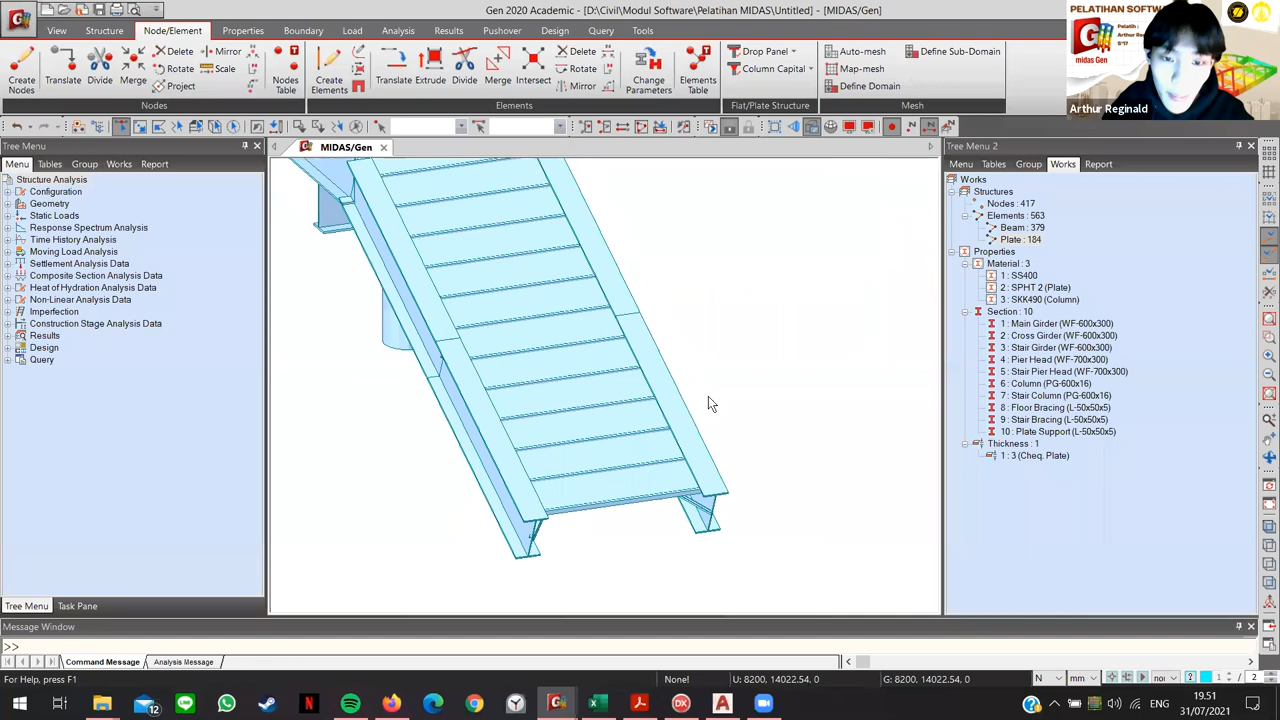 Gen 2020 Academic - [D:\Civil\Modul Software\Pelatihan MIDAS\Untitled] - [MIDAS/Gen]
View Structure Node/Element Properties Boundary Load Analysis Results Pushover Design Query Tools
Create Nodes
Translate
Divide
Merge
Delete
Rotate
Project
Mirror
Scale
Nodes Table
Nodes
Create Elements
Translate
Extrude
Divide
Merge
Intersect
Delete
Rotate
Mirror
Change Parameters
Elements Table
Elements
Drop Panel
Column Capital
Flat/Plate Structure
Auto-mesh
Map-mesh
Define Domain
Define Sub-Domain
Mesh
PELATIHAN SOFTWARE
Pelatih :
midas Gen
Arthur Reginald
Tree Menu
Menu Tables Group Works Report
Structure Analysis
Configuration
Geometry
Static Loads
Response Spectrum Analysis
Time History Analysis
Moving Load Analysis
Settlement Analysis Data
Composite Section Analysis Data
Heat of Hydration Analysis Data
Non-Linear Analysis Data
Imperfection
Construction Stage Analysis Data
Results
Design
Query
Tree Menu Task Pane
MIDAS/Gen
Tree Menu 2
Menu Tables Group Works Report
Works
Structures
Nodes : 417
Elements : 563
Beam : 379
Plate : 184
Properties
Material : 3
1 : SS400
2 : SPHT 2 (Plate)
3 : SKK490 (Column)
Section : 10
1 : Main Girder (WF-600x300)
2 : Cross Girder (WF-600x300)
3 : Stair Girder (WF-600x300)
4 : Pier Head (WF-700x300)
5 : Stair Pier Head (WF-700x300)
6 : Column (PG-600x16)
7 : Stair Column (PG-600x16)
8 : Floor Bracing (L-50x50x5)
9 : Stair Bracing (L-50x50x5)
10 : Plate Support (L-50x50x5)
Thickness : 1
1 : 3 (Cheq. Plate)
Message Window
>>
Command Message Analysis Message
For Help, press F1
None!
U: 8200, 14022.54, 0
G: 8200, 14022.54, 0
N
mm
nor
1
/ 2
12
ENG
19.51
31/07/2021